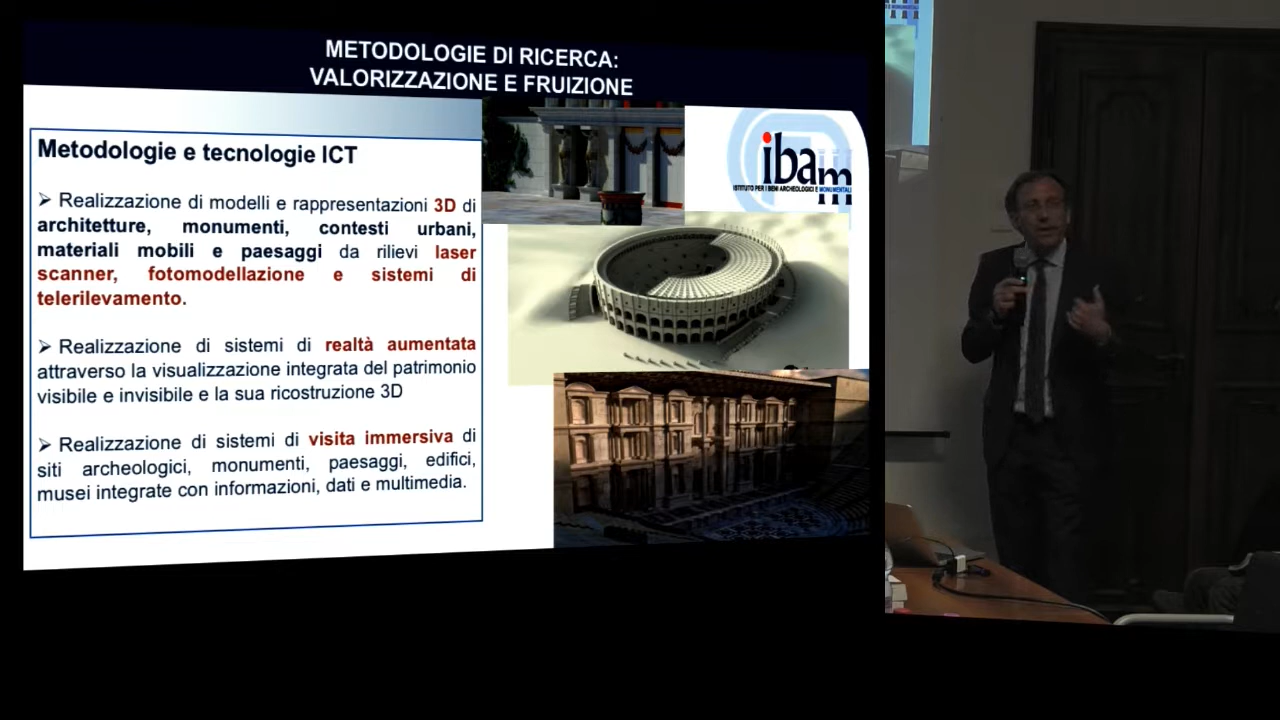 METODOLOGIE DI RICERCA:
VALORIZZAZIONE E FRUIZIONE
Metodologie e tecnologie ICT
➢ Realizzazione di modelli e rappresentazioni 3D di
architetture, monumenti, contesti urbani,
materiali mobili e paesaggi da rilievi laser
scanner, fotomodellazione e sistemi di
telerilevamento.
➢ Realizzazione di sistemi di realtà aumentata
attraverso la visualizzazione integrata del patrimonio
visibile e invisibile e la sua ricostruzione 3D
➢ Realizzazione di sistemi di visita immersiva di
siti archeologici, monumenti, paesaggi, edifici,
musei integrate con informazioni, dati e multimedia.
ibam
ISTITUTO PER I BENI ARCHEOLOGICI E MONUMENTALI